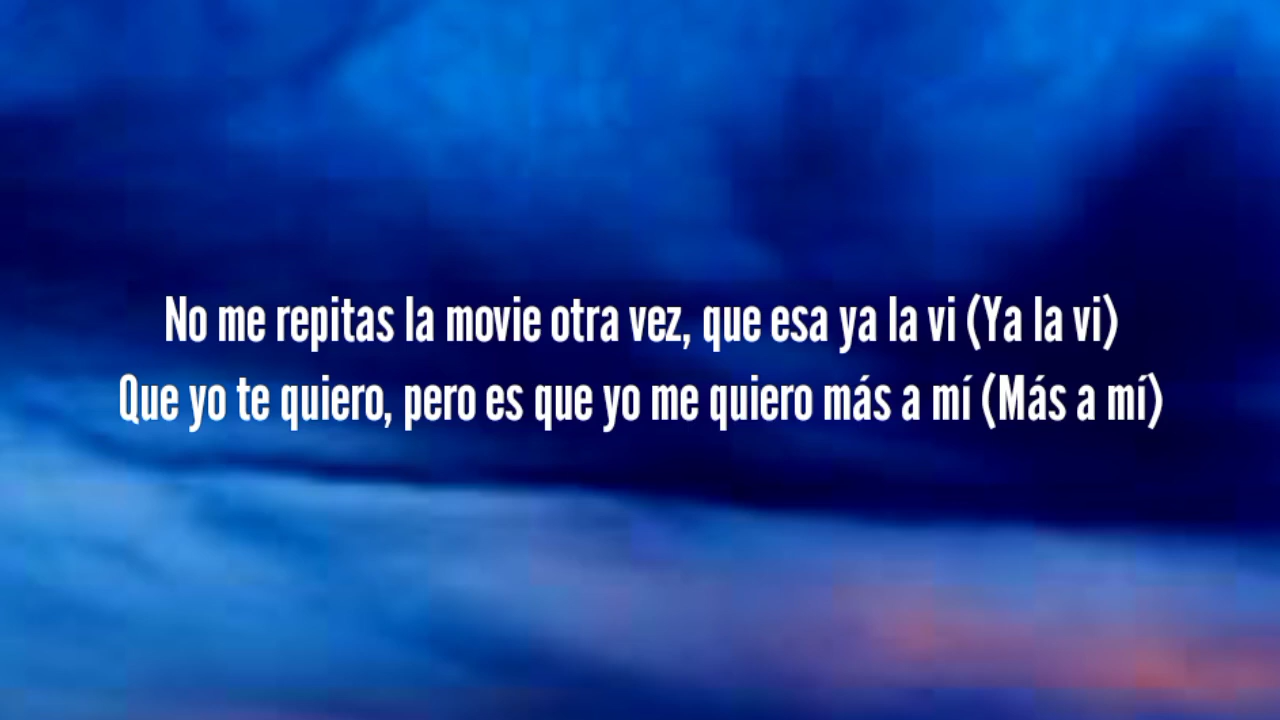 No me repitas la movie otra vez, que esa ya la vi (Ya la vi)
Que yo te quiero, pero es que yo me quiero más a mí (Más a mí)